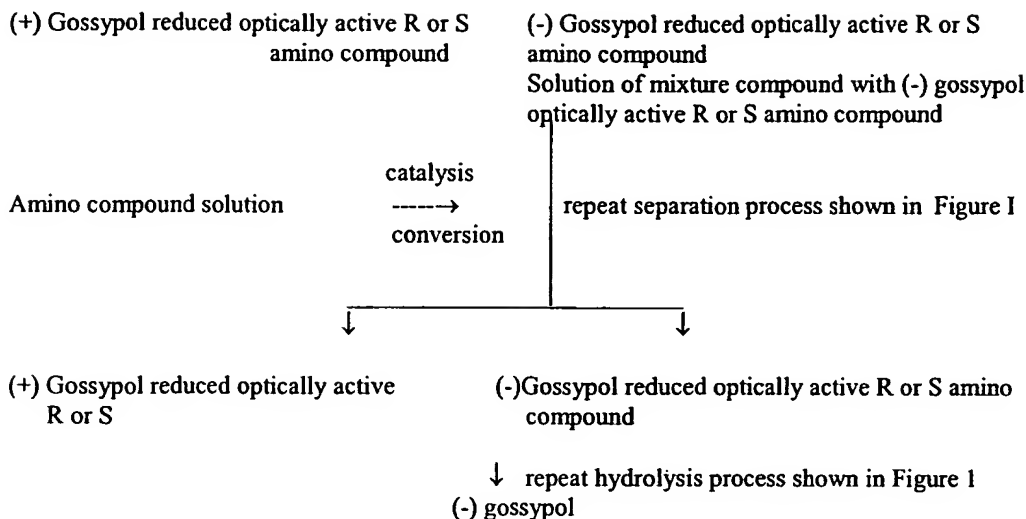 (+) Gossypol reduced optically active R or S
amino compound
(-) Gossypol reduced optically active R or S
amino compound
Solution of mixture compound with (-) gossypol
optically active R or S amino compound
Amino compound solution
catalysis
----->
conversion
repeat separation process shown in Figure I
(+) Gossypol reduced optically active
R or S
(-)Gossypol reduced optically active R or S amino
compound
↓ repeat hydrolysis process shown in Figure 1
(-) gossypol